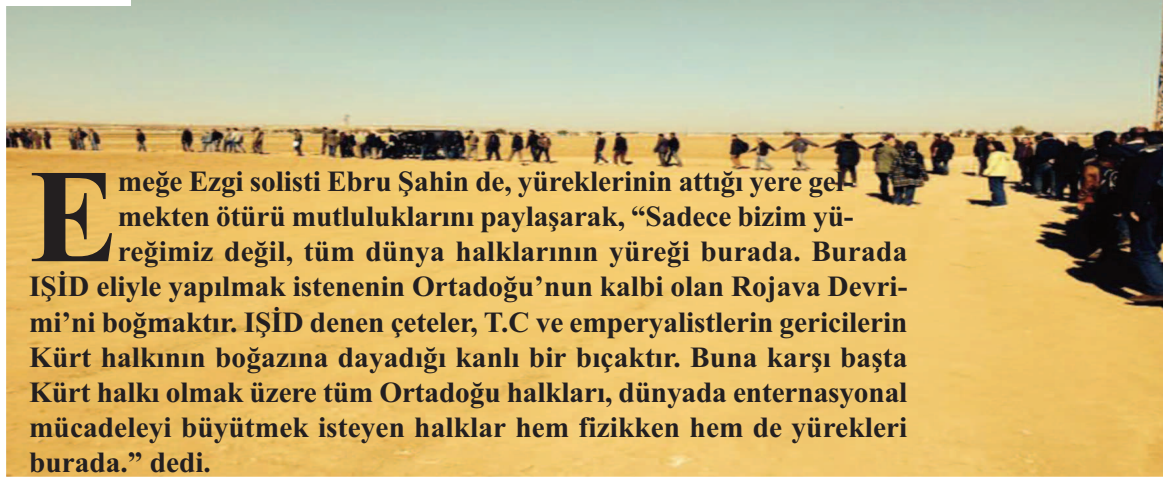 Emeğe Ezgi solisti Ebru Şahin de, yüreklerinin attığı yere gel-
mekten ötürü mutluluklarını paylaşarak, “Sadece bizim yü-
reğimiz değil, tüm dünya halklarının yüreği burada. Burada
IŞİD eliyle yapılmak istenenin Ortadoğu’nun kalbi olan Rojava Devri-
mi’ni boğmaktır. IŞİD denen çeteler, T.C ve emperyalistlerin gericilerin
Kürt halkının boğazına dayadığı kanlı bir bıçaktır. Buna karşı başta
Kürt halkı olmak üzere tüm Ortadoğu halkları, dünyada enternasyonal
mücadeleyi büyütmek isteyen halklar hem fizikken hem de yürekleri
burada.” dedi.